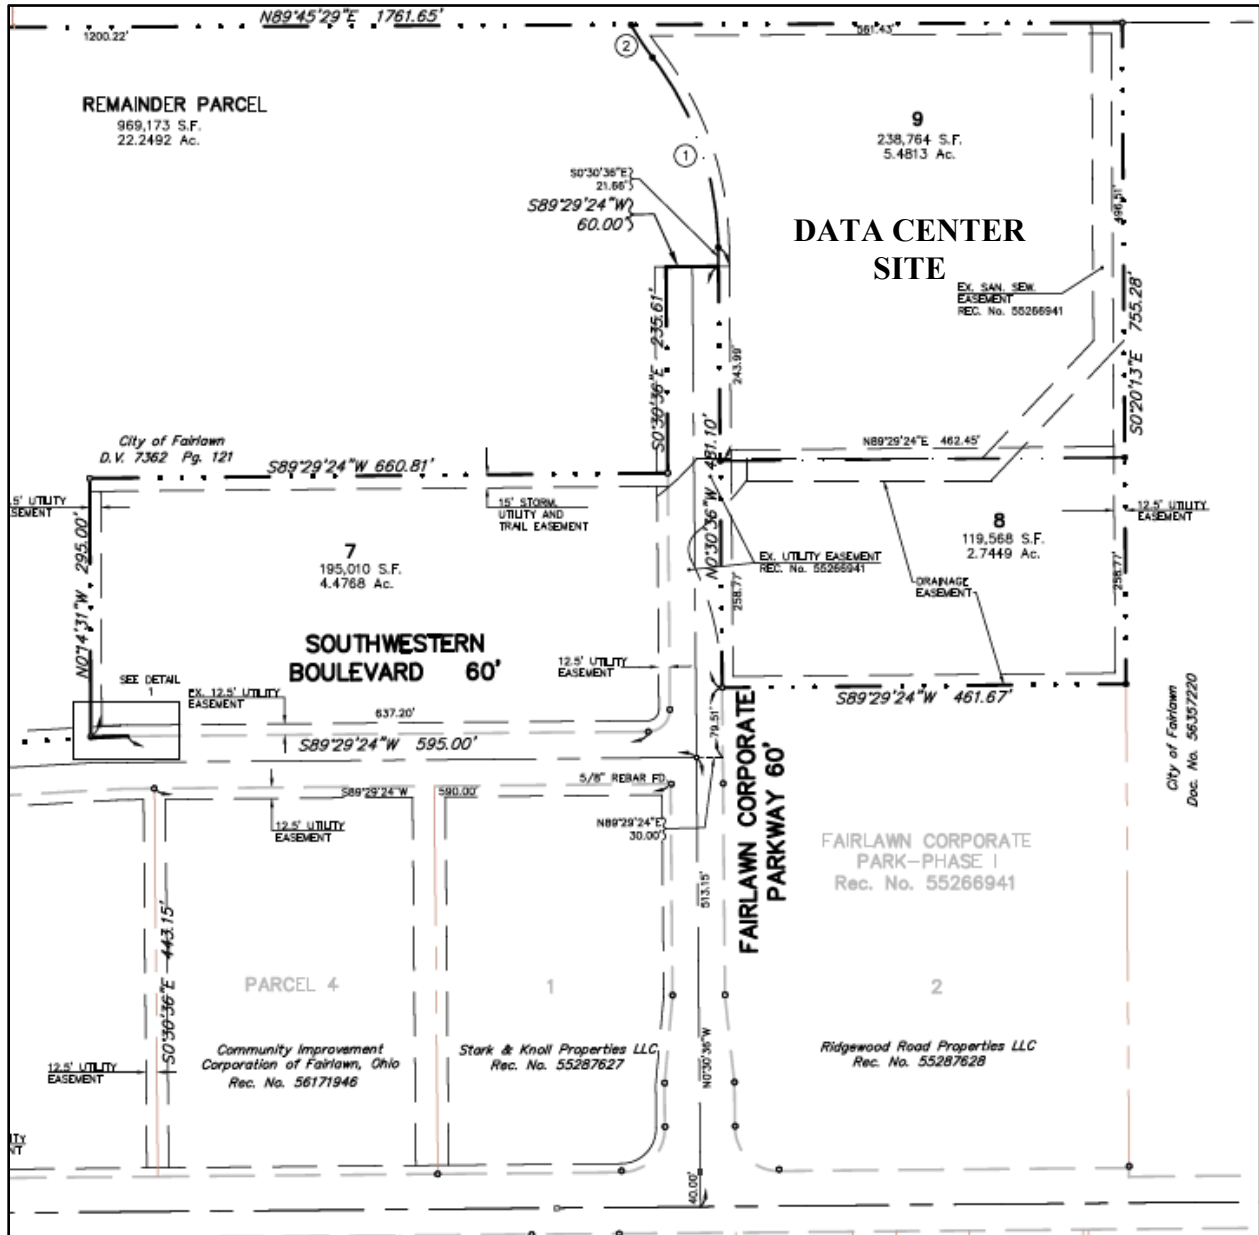 N89°45'29"E 1761.65'
1200.22'
561.43'
2
REMAINDER PARCEL
969,173 S.F.
22.2492 Ac.
9
238,764 S.F.
5.4813 Ac.
1
S0°30'36"E
21.66'
S89°29'24"W
60.00'
496.51'
DATA CENTER
SITE
EX. SAN. SEW.
EASEMENT
REC. No. 55266941
S0°30'36"E 235.61'
243.99'
S0°20'13"E 755.28'
City of Fairlawn
D.V. 7362 Pg. 121
S89°29'24"W 660.81'
N89°29'24"E 462.45'
N0°30'36"W 481.10'
.5' UTILITY
SEMENT
15' STORM,
UTILITY AND
TRAIL EASEMENT
12.5' UTILITY
EASEMENT
N0°14'31"W 295.00'
7
195,010 S.F.
4.4768 Ac.
8
119,568 S.F.
2.7449 Ac.
EX. UTILITY EASEMENT
REC. No. 55266941
258.77'
258.77'
DRAINAGE
EASEMENT
SOUTHWESTERN
BOULEVARD 60'
12.5' UTILITY
EASEMENT
SEE DETAIL
1
EX. 12.5' UTILITY
EASEMENT
637.20'
S89°29'24"W 595.00'
S89°29'24"W 461.67'
79.51'
City of Fairlawn
Doc. No. 56357220
FAIRLAWN CORPORATE
PARKWAY 60'
5/8" REBAR FD.
S89°29'24"W 590.00'
12.5' UTILITY
EASEMENT
N89°29'24"E
30.00'
FAIRLAWN CORPORATE
PARK-PHASE I
Rec. No. 55266941
513.15'
S0°30'36"E 443.15'
PARCEL 4
1
2
N0°30'36"W
Community Improvement
Corporation of Fairlawn, Ohio
Rec. No. 56171946
Stark & Knoll Properties LLC
Rec. No. 55287627
Ridgewood Road Properties LLC
Rec. No. 55287628
12.5' UTILITY
EASEMENT
ITY
NT
40.00'